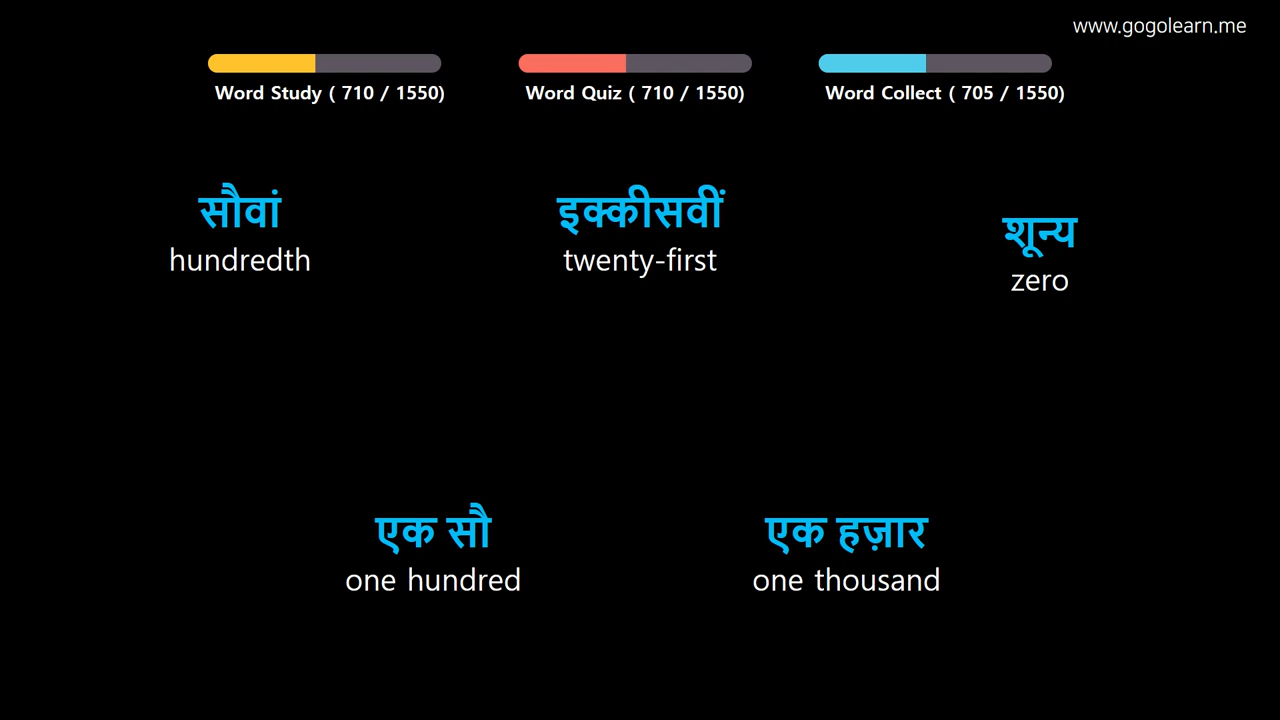 www.gogolearn.me
Word Study ( 710 / 1550)
Word Quiz ( 710 / 1550)
Word Collect ( 705 / 1550)
सौवां
hundredth
इक्कीसवीं
twenty-first
शून्य
zero
एक सौ
one hundred
एक हज़ार
one thousand